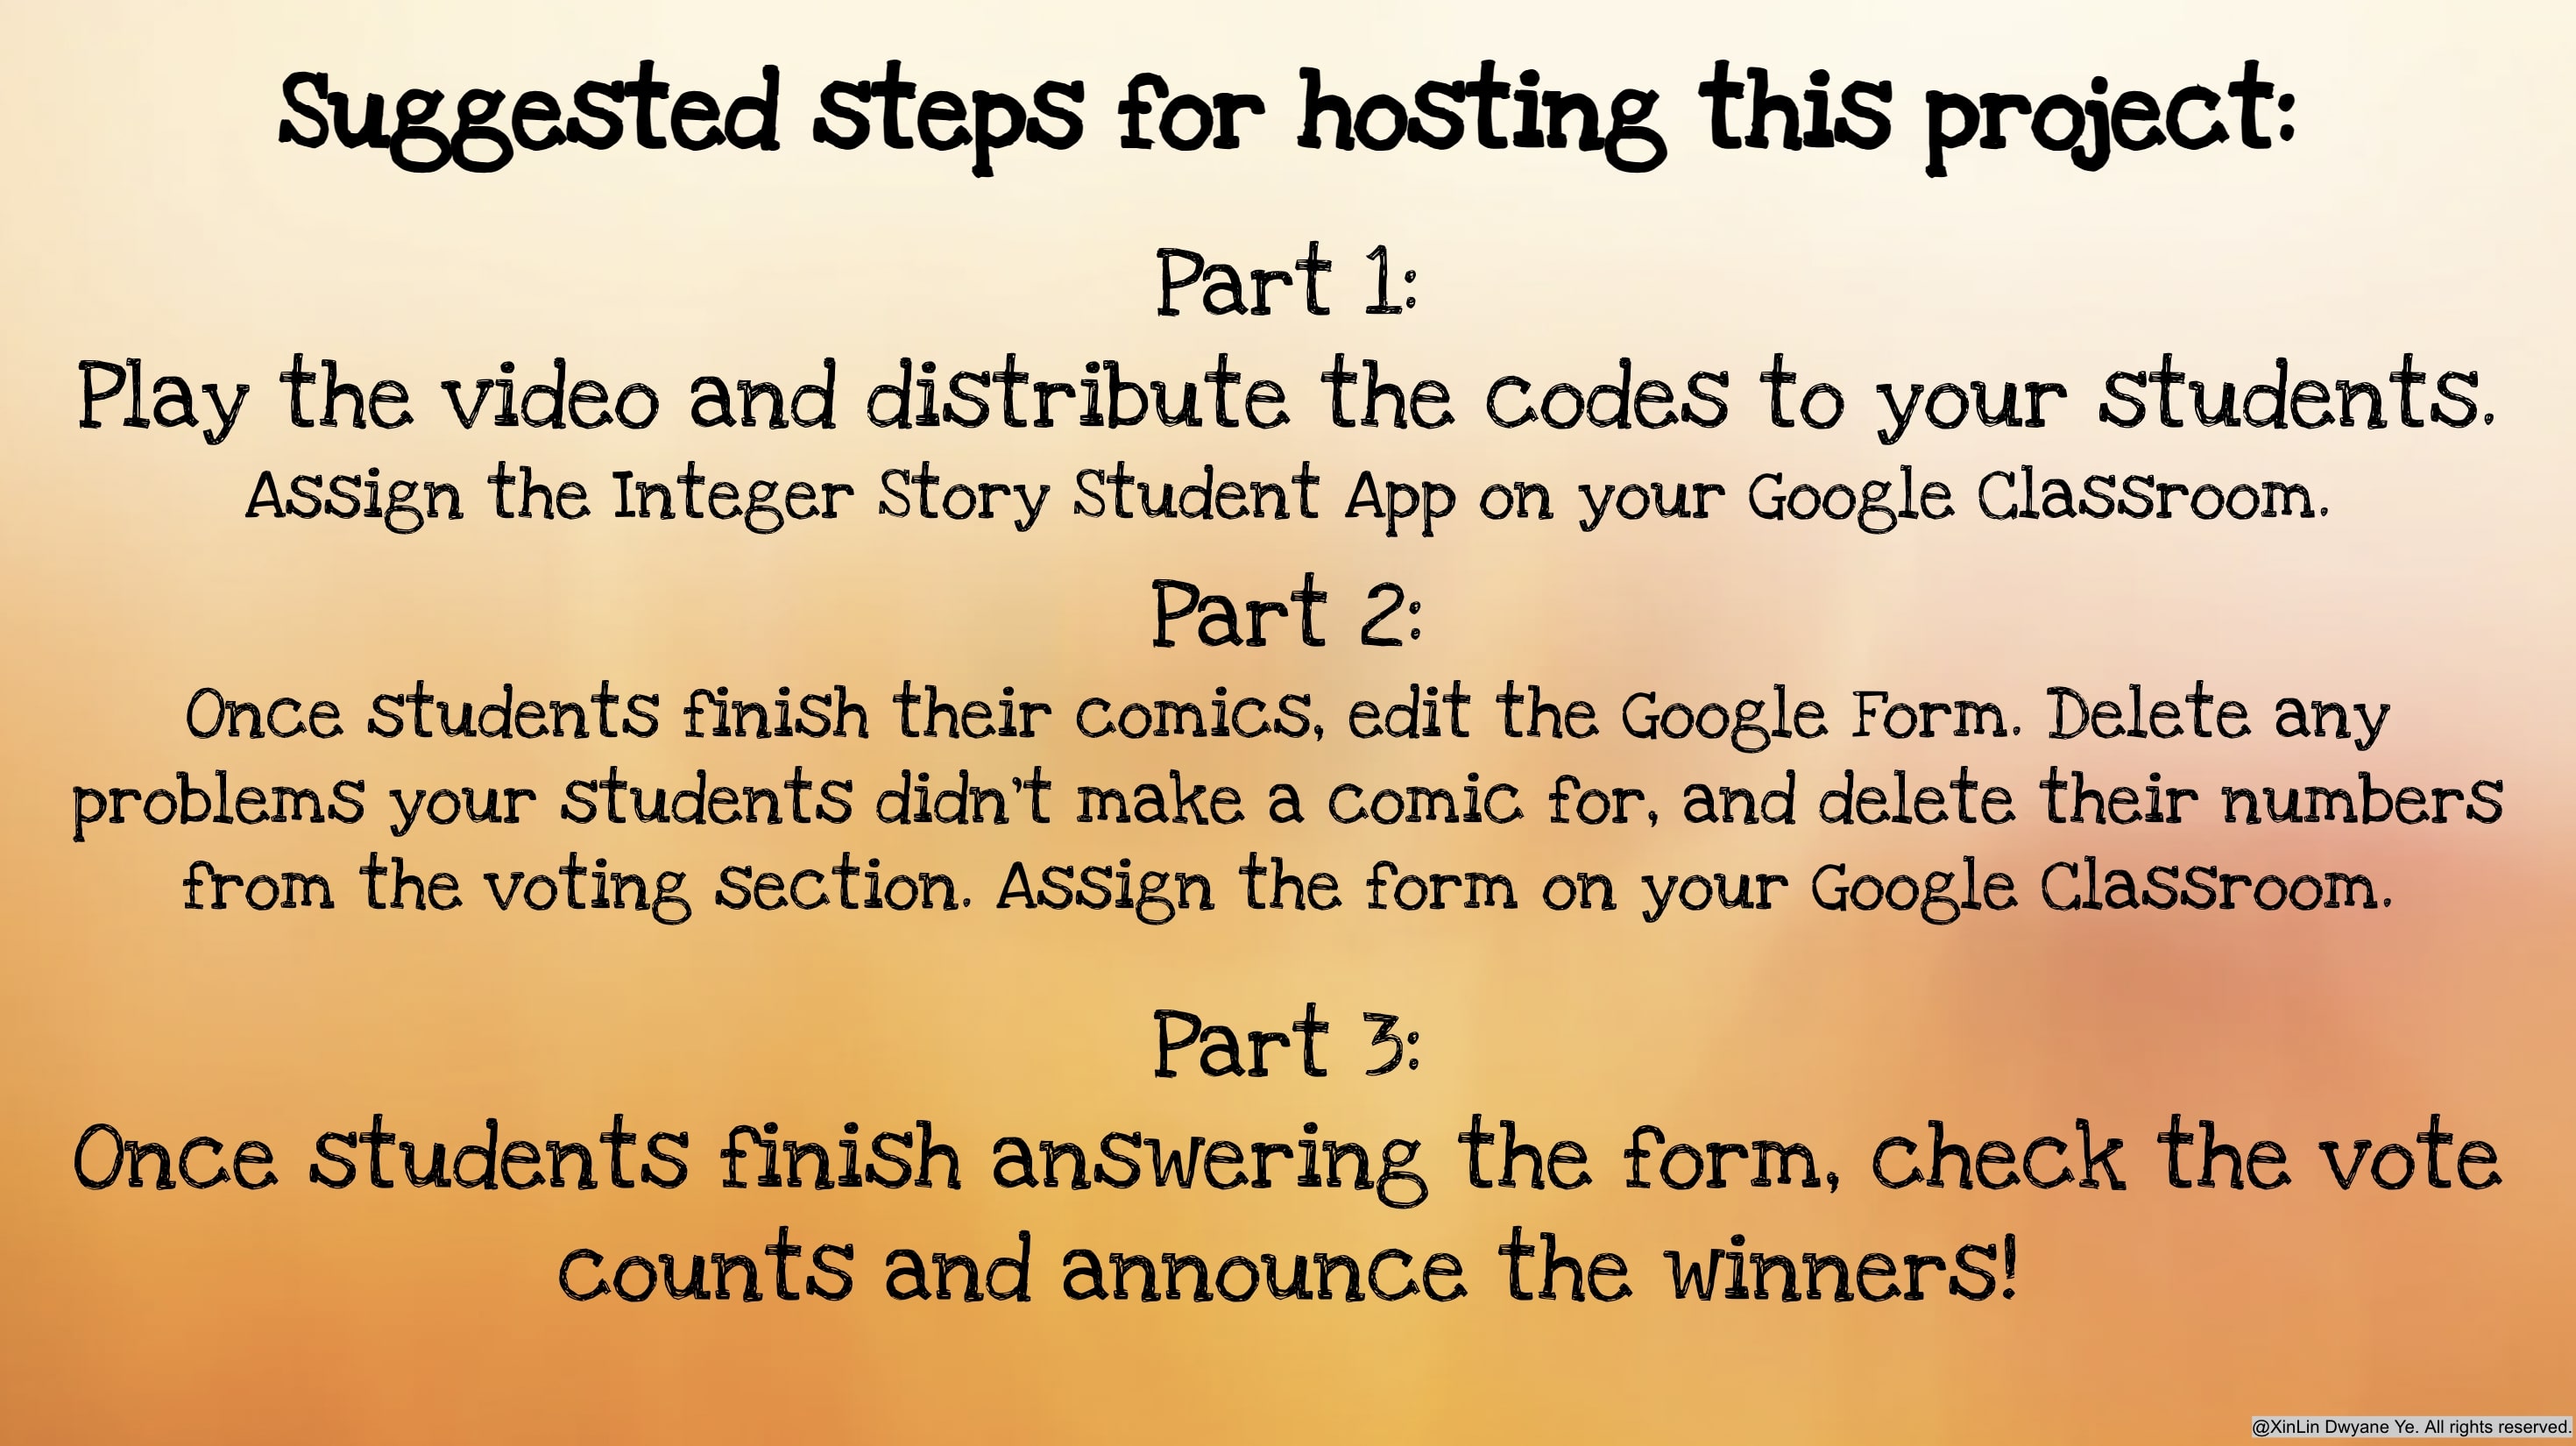 Suggested steps for hosting this project:
Part 1:
Play the video and distribute the codes to your students.
Assign the Integer Story Student App on your Google Classroom.
Part 2:
Once students finish their comics, edit the Google Form. Delete any
problems your students didn't make a comic for, and delete their numbers
from the voting section. Assign the form on your Google Classroom.
Part 3:
Once students finish answering the form, check the vote
counts and announce the winners!
@XinLin Dwyane Ye. All rights reserved.